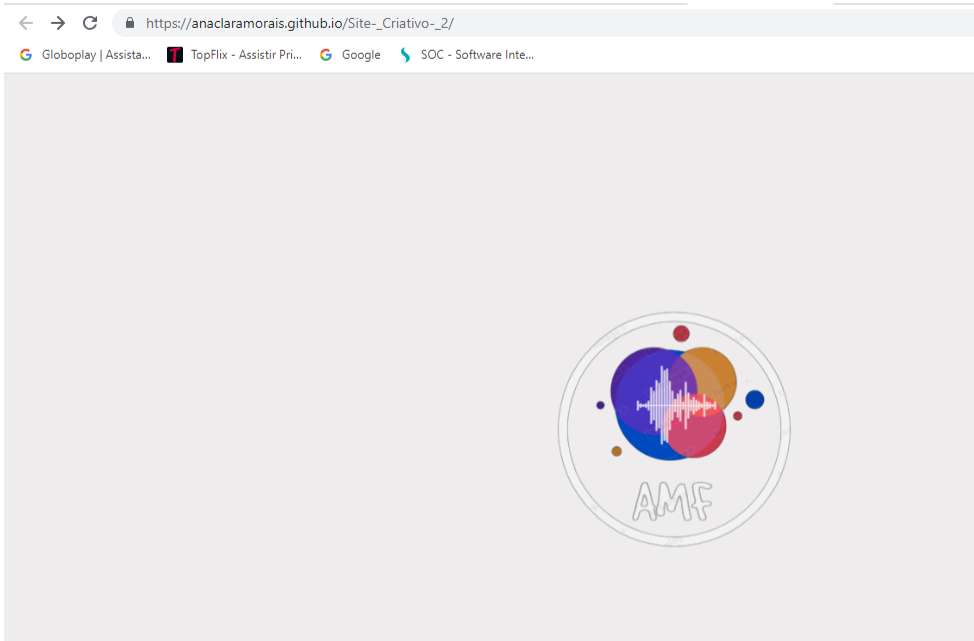 https://anaclaramorais.github.io/Site-_Criativo-_2/
Globoplay | Assista... TopFlix - Assistir Pri... Google SOC - Software Inte...
AMF